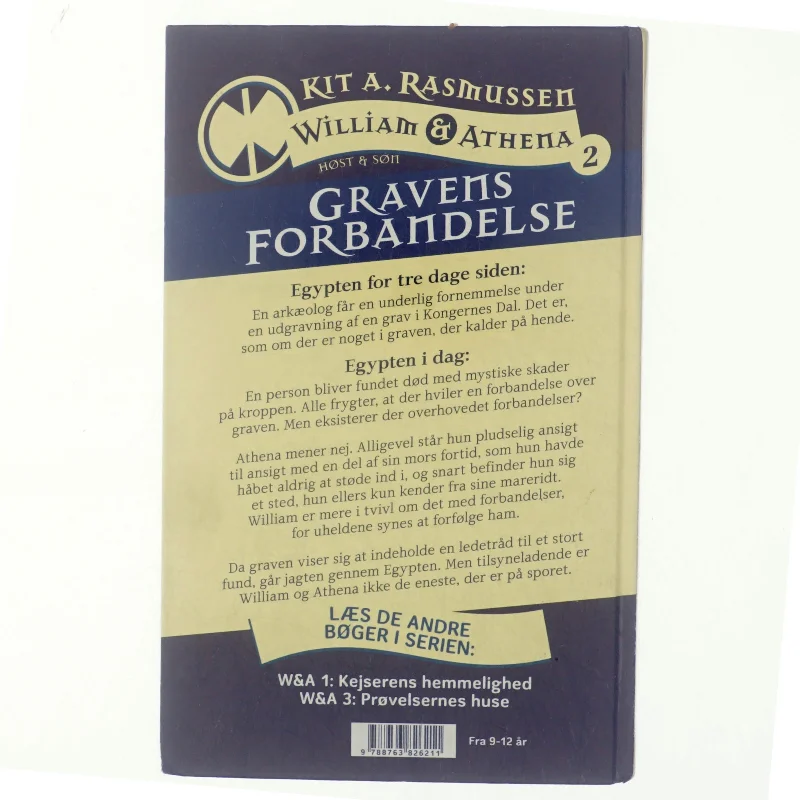 KIT A. RASMUSSEN
WILLIAM & ATHENA
2
HØST & SØN
GRAVENS
FORBANDELSE
Egypten for tre dage siden:
En arkæolog får en underlig fornemmelse under
en udgravning af en grav i Kongernes Dal. Det er,
som om der er noget i graven, der kalder på hende.
Egypten i dag:
En person bliver fundet død med mystiske skader
på kroppen. Alle frygter, at der hviler en forbandelse over
graven. Men eksisterer der overhovedet forbandelser?
Athena mener nej. Alligevel står hun pludselig ansigt
til ansigt med en del af sin mors fortid, som hun havde
håbet aldrig at støde ind i, og snart befinder hun sig
et sted, hun ellers kun kender fra sine mareridt.
William er mere i tvivl om det med forbandelser,
for uheldene synes at forfølge ham.
Da graven viser sig at indeholde en ledetråd til et stort
fund, går jagten gennem Egypten. Men tilsyneladende er
William og Athena ikke de eneste, der er på sporet.
LÆS DE ANDRE
BØGER I SERIEN:
W&A 1: Kejserens hemmelighed
W&A 3: Prøvelsernes huse
9 788763 826211
Fra 9-12 år